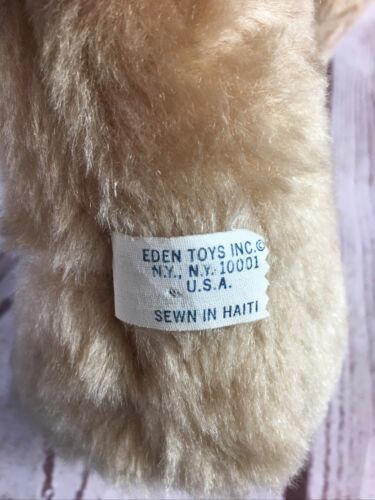 EDEN TOYS INC.©
N.Y., N.Y. 10001
U.S.A.
SEWN IN HAITI